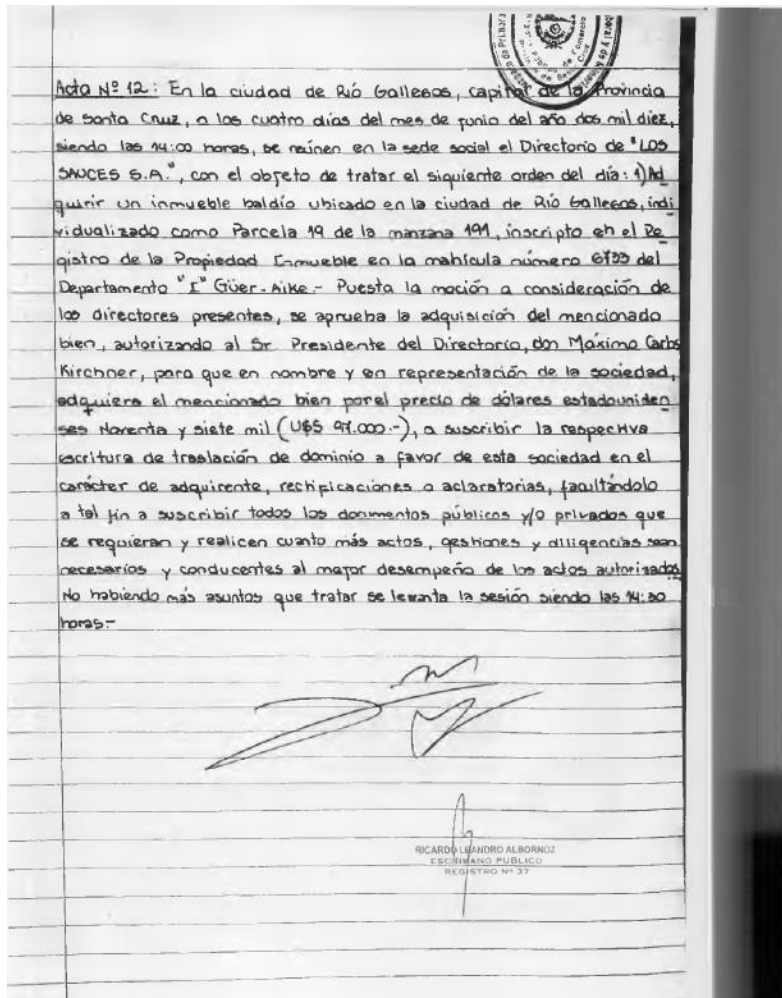 Acta Nº 12: En la ciudad de Rió Gallegos, capital de la Provincia
de Santa Cruz, a los cuatro días del mes de junio del año dos mil diez,
siendo las 14:00 horas, se reúnen en la sede social el Directorio de "LOS
SAUCES S.A.", con el objeto de tratar el siguiente orden del día: 1) Ad
quirir un inmueble baldío ubicado en la ciudad de Rió Gallegos, indi
vidualizado como Parcela 19 de la manzana 191, inscripto en el Re
gistro de la Propiedad Inmueble en la matrícula número 6733 del
Departamento "I" Güer-Aike.- Puesta la moción a consideración de
los directores presentes, se aprueba la adquisición del mencionado
bien, autorizando al Sr. Presidente del Directorio, don Máximo Carlos
Kirchner, para que en nombre y en representación de la sociedad,
adquiera el mencionado bien por el precio de dólares estadouniden
ses Noventa y siete mil (U$S 97.000.-), a suscribir la respectiva
escritura de traslación de dominio a favor de esta sociedad en el
carácter de adquirente, rectificaciones o aclaratorias, facultándolo
a tal fin a suscribir todos los documentos públicos y/o privados que
se requieran y realicen cuanto más actos, gestiones y diligencias sean
necesarios y conducentes al mejor desempeño de los actos autorizados
No habiendo más asuntos que tratar se levanta la sesión siendo las 14:30
horas.-
RICARDO LEANDRO ALBORNOZ
ESCRIBANO PUBLICO
REGISTRO Nº 37